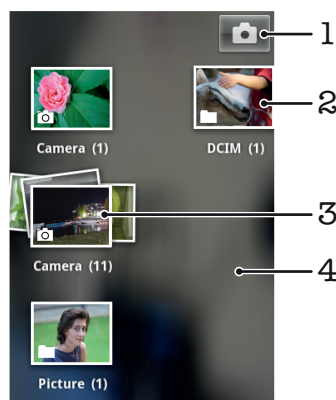 1
Camera (1)
DCIM (1)
2
3
Camera (11)
4
Picture (1)